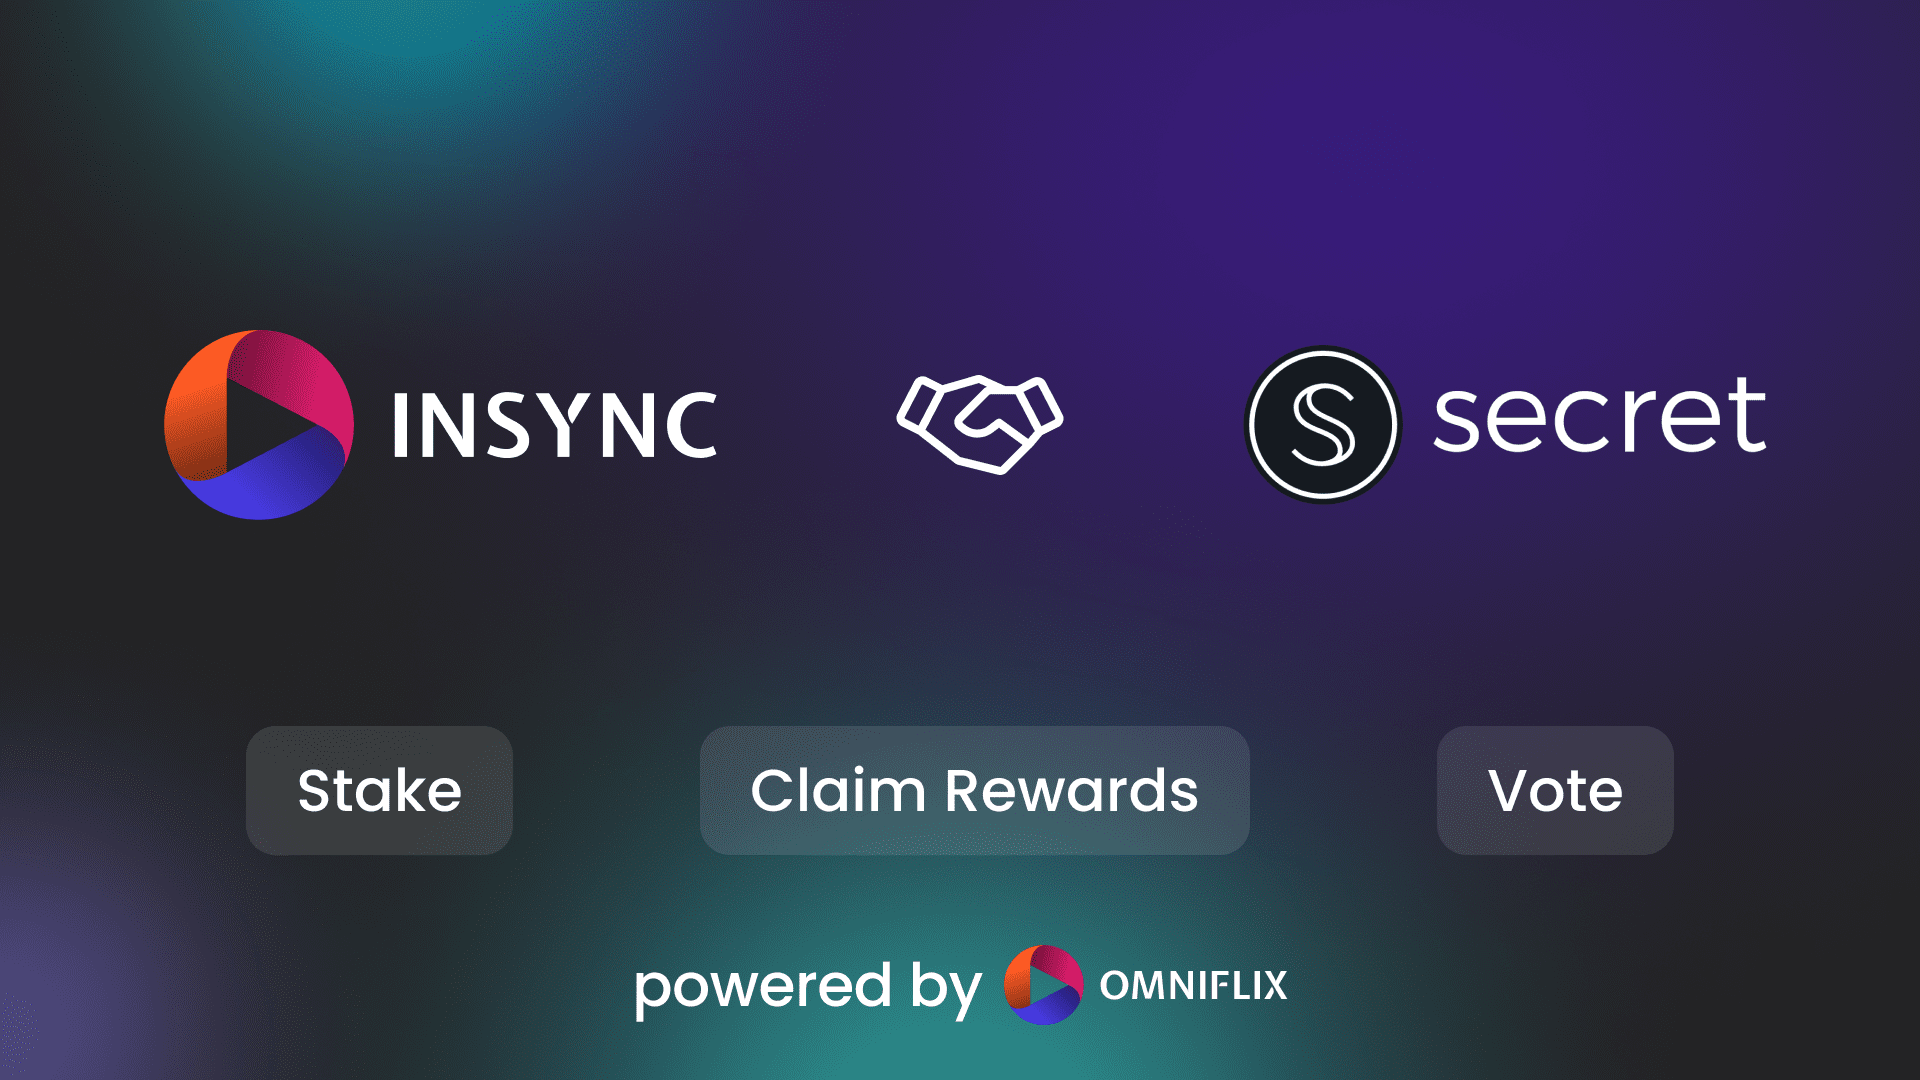 INSYNC
secret
Stake
Claim Rewards
Vote
powered by OMNIFLIX